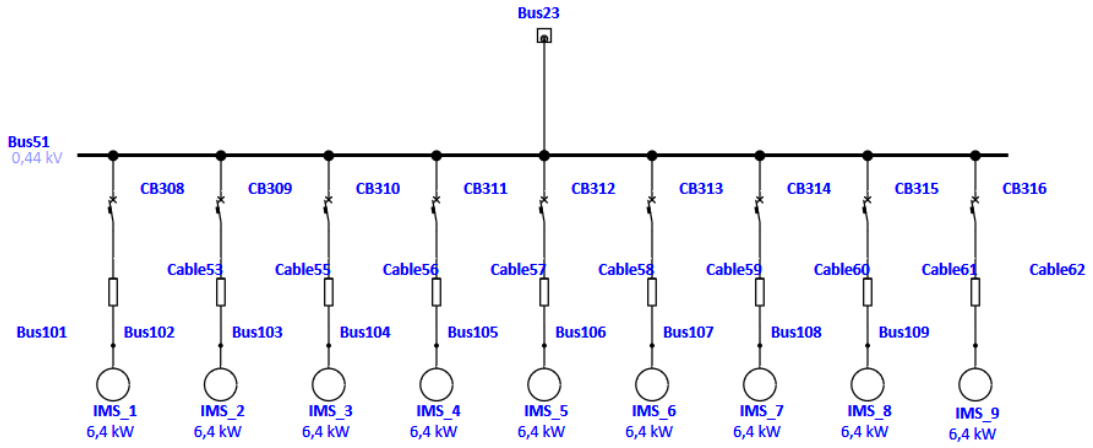 Bus23
Bus51
0,44 kV
CB308 CB309 CB310 CB311 CB312 CB313 CB314 CB315 CB316
Cable53 Cable55 Cable56 Cable57 Cable58 Cable59 Cable60 Cable61 Cable62
Bus101 Bus102 Bus103 Bus104 Bus105 Bus106 Bus107 Bus108 Bus109
IMS_1 IMS_2 IMS_3 IMS_4 IMS_5 IMS_6 IMS_7 IMS_8 IMS_9
6,4 kW 6,4 kW 6,4 kW 6,4 kW 6,4 kW 6,4 kW 6,4 kW 6,4 kW 6,4 kW